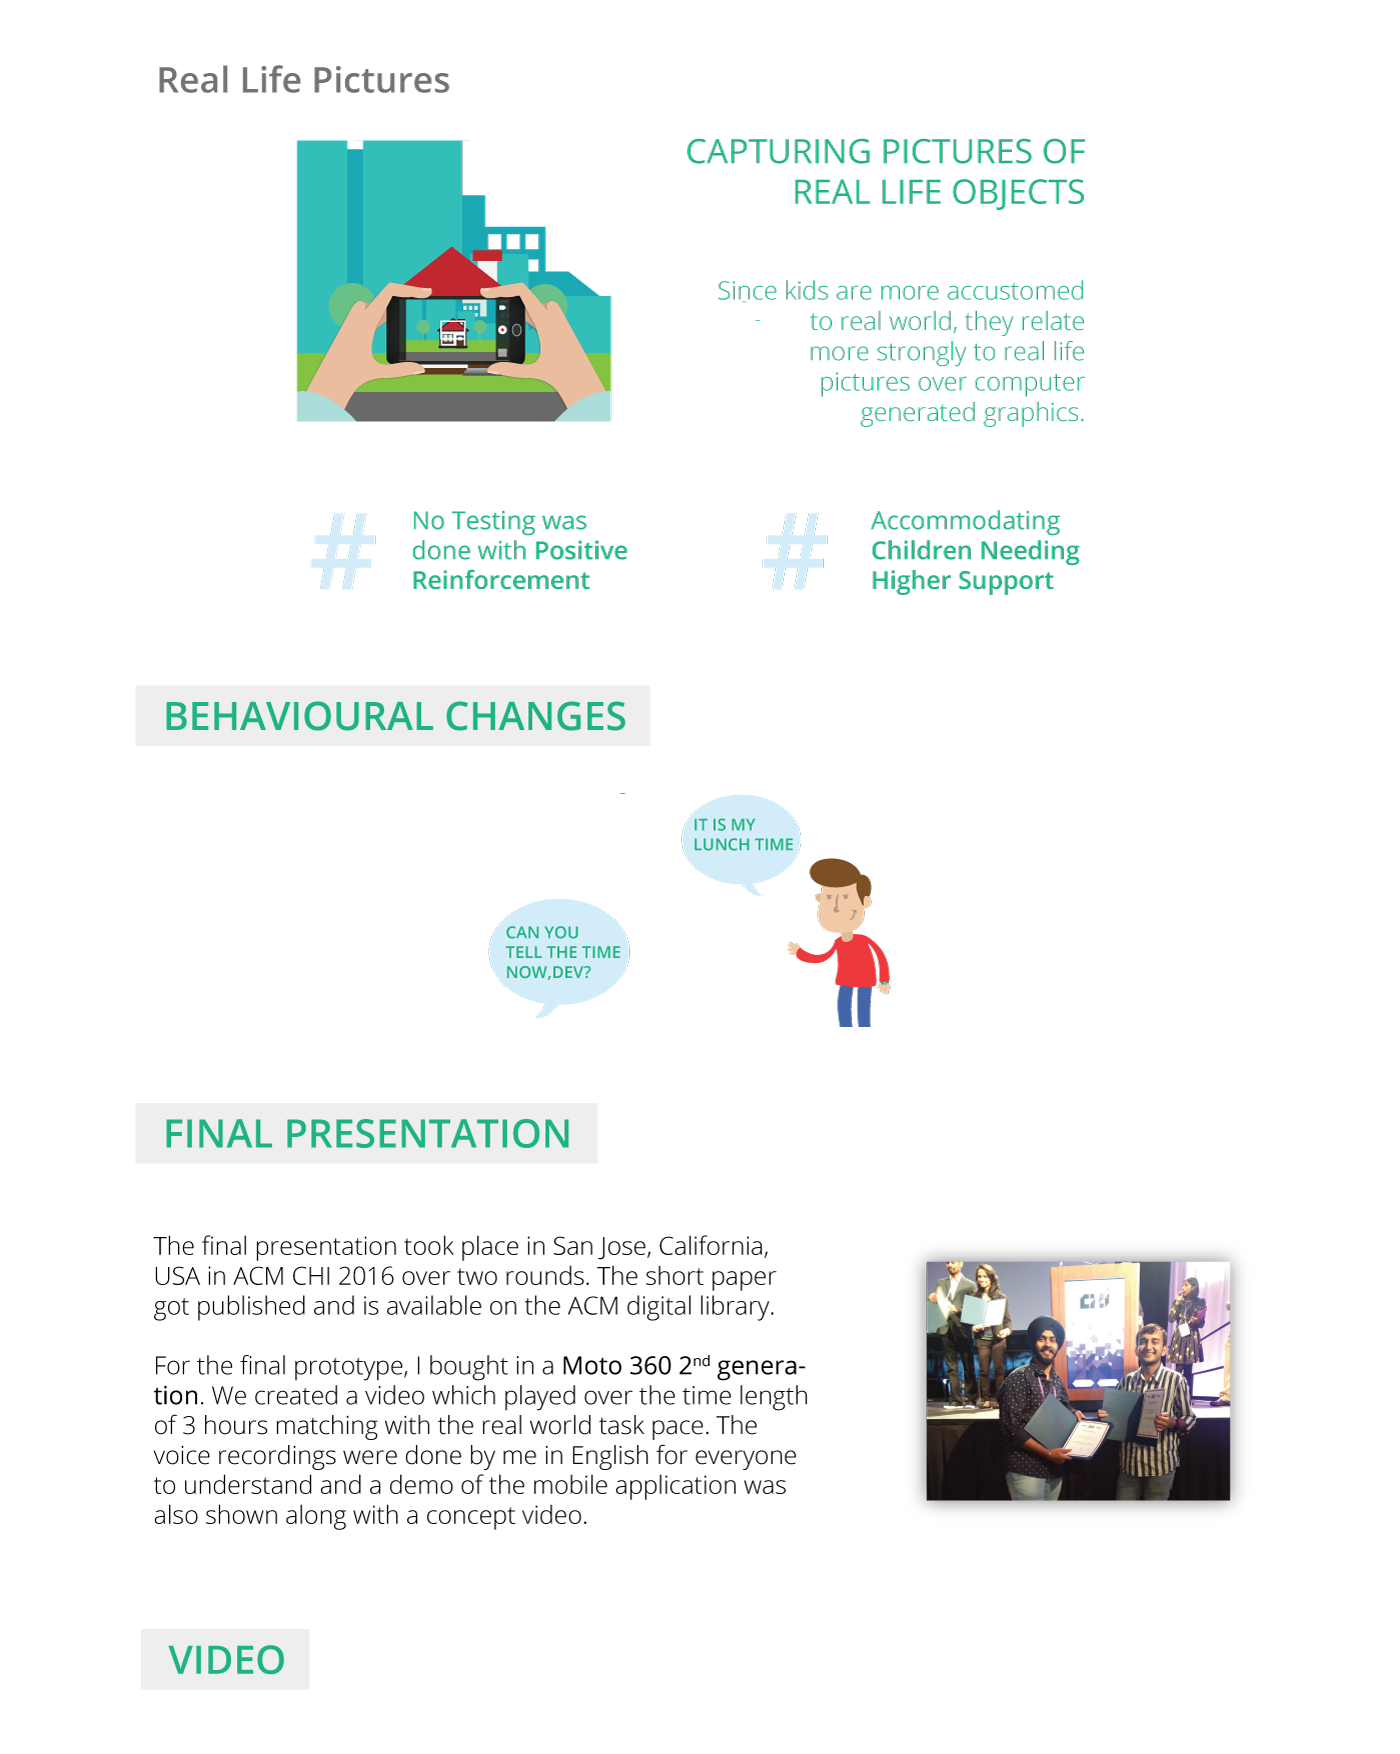 Real Life Pictures
CAPTURING PICTURES OF
REAL LIFE OBJECTS
Since kids are more accustomed
to real world, they relate
more strongly to real life
pictures over computer
generated graphics.
# No Testing was
done with Positive
Reinforcement
# Accommodating
Children Needing
Higher Support
BEHAVIOURAL CHANGES
IT IS MY
LUNCH TIME
CAN YOU
TELL THE TIME
NOW,DEV?
FINAL PRESENTATION
The final presentation took place in San Jose, California,
USA in ACM CHI 2016 over two rounds. The short paper
got published and is available on the ACM digital library.
For the final prototype, I bought in a Moto 360 2nd genera-
tion. We created a video which played over the time length
of 3 hours matching with the real world task pace. The
voice recordings were done by me in English for everyone
to understand and a demo of the mobile application was
also shown along with a concept video.
CHI
VIDEO